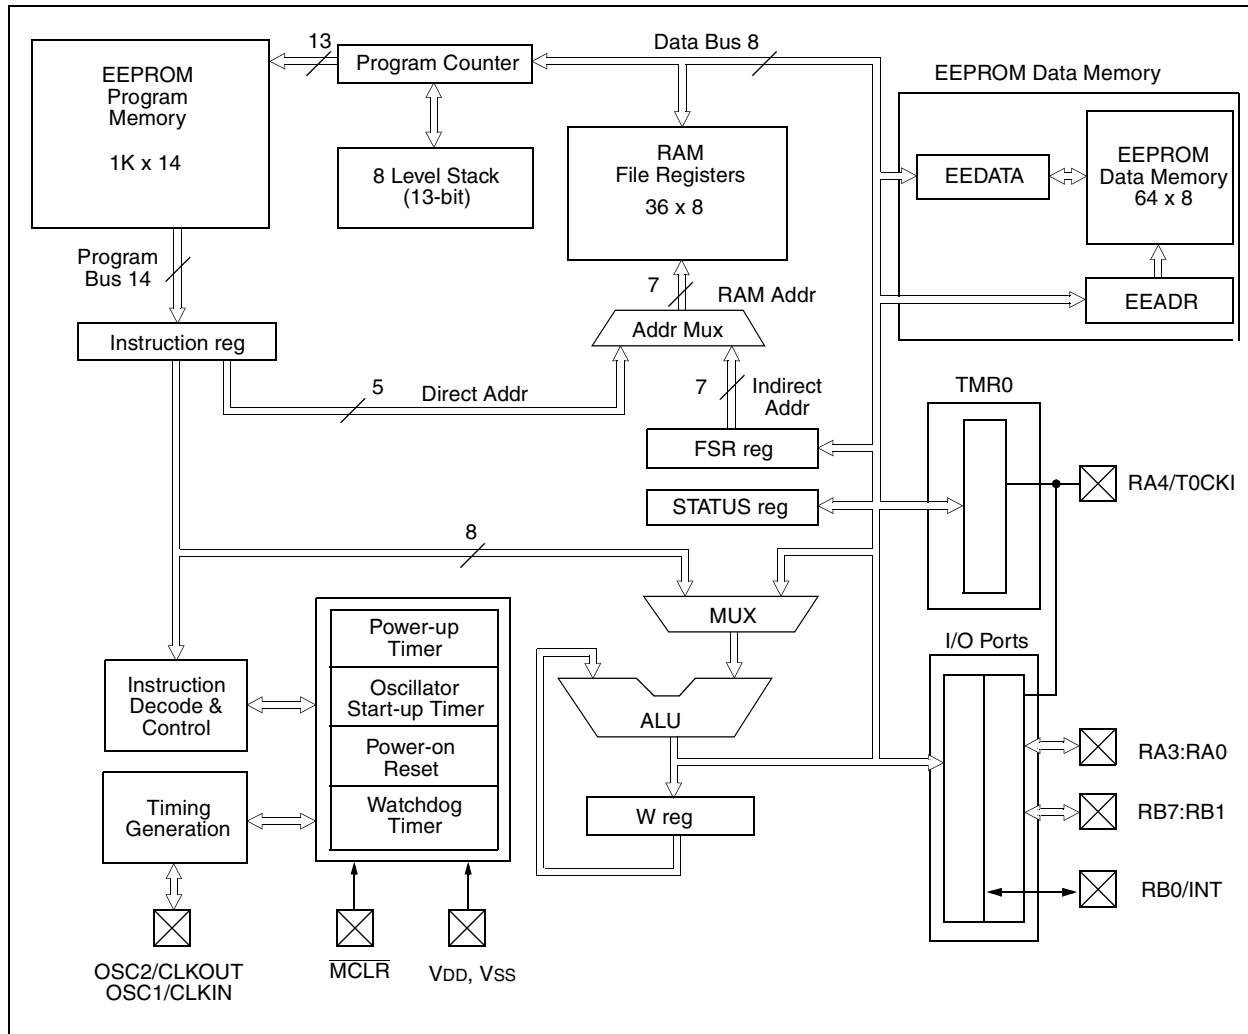 EEPROM
Program
Memory
1K x 14
13
Program Counter
8 Level Stack
(13-bit)
Data Bus 8
RAM
File Registers
36 x 8
EEPROM Data Memory
EEDATA
EEPROM
Data Memory
64 x 8
EEADR
Program
Bus 14
Instruction reg
7
RAM Addr
Addr Mux
5
Direct Addr
7
Indirect
Addr
FSR reg
STATUS reg
TMR0
RA4/T0CKI
8
MUX
ALU
W reg
I/O Ports
RA3:RA0
RB7:RB1
RB0/INT
Power-up
Timer
Oscillator
Start-up Timer
Power-on
Reset
Watchdog
Timer
Instruction
Decode &
Control
Timing
Generation
OSC2/CLKOUT
OSC1/CLKIN
MCLR
VDD, VSS